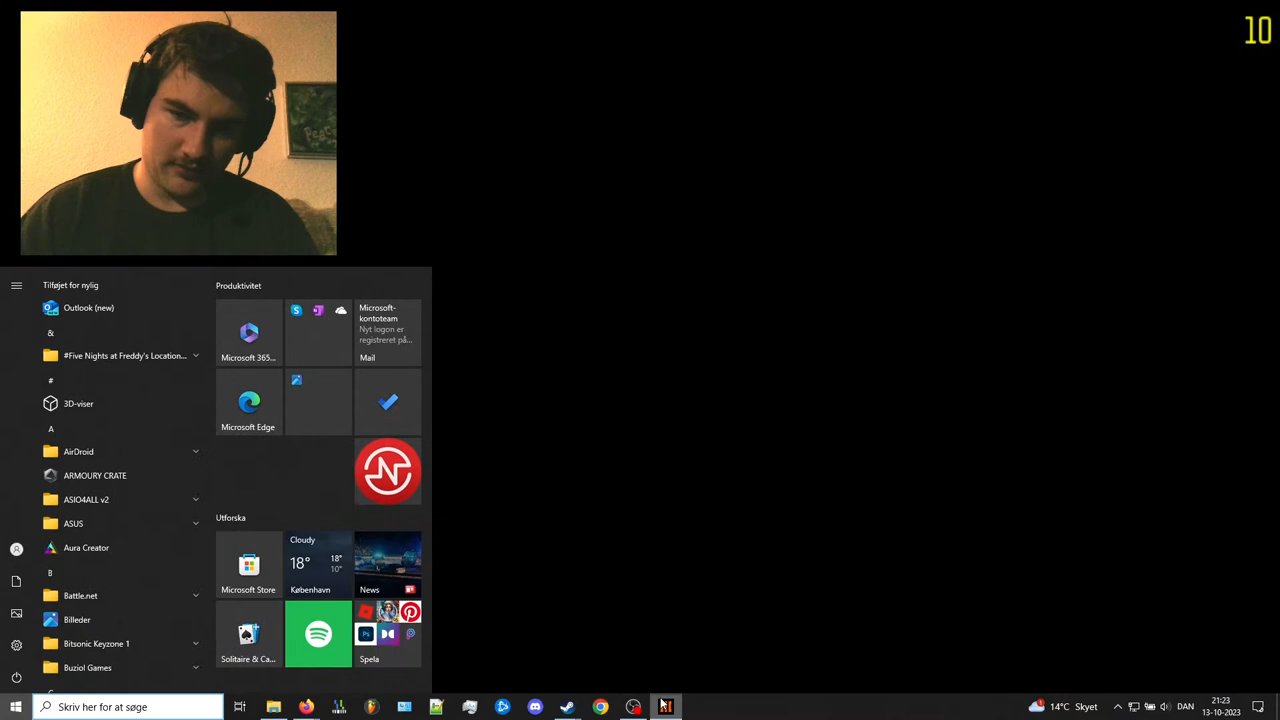 10
Peac
Tilføjet for nylig
Outlook (new)
&
#Five Nights at Freddy's Location...
#
3D-viser
A
AirDroid
ARMOURY CRATE
ASIO4ALL v2
ASUS
Aura Creator
B
Battle.net
Billeder
Bitsonic Keyzone 1
Buziol Games
Produktivitet
Microsoft 365...
Microsoft-
kontoteam
Nyt logon er
registreret på...
Mail
Microsoft Edge
Utforska
Microsoft Store
Cloudy
18°
18°
10°
København
News
Solitaire & Ca...
Ps
Spela
Skriv her for at søge
14°C Skyet
DAN
21:23
13-10-2023